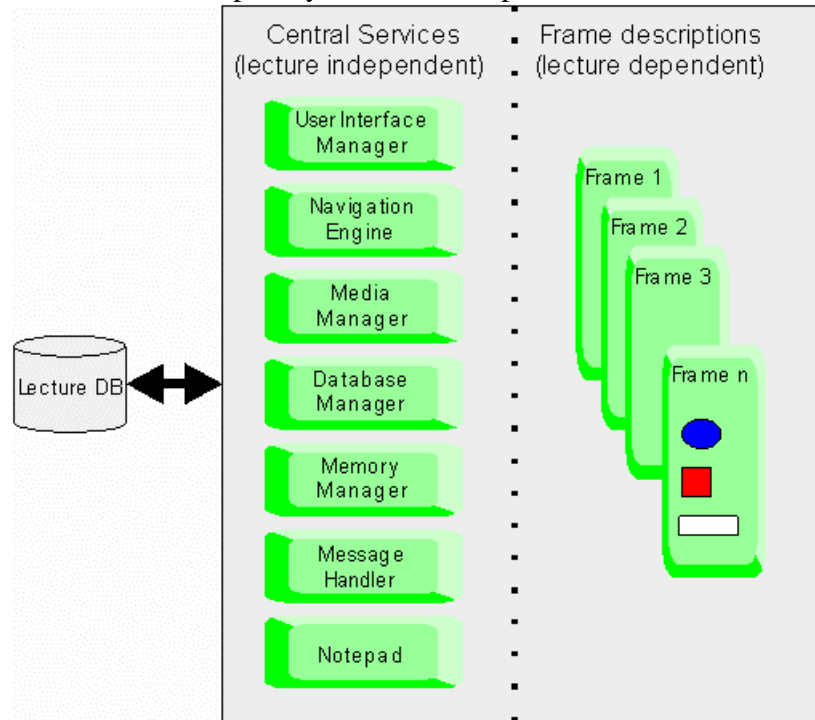 Central Services
(lecture independent)
Frame descriptions
(lecture dependent)
User Interface
Manager
Navigation
Engine
Media
Manager
Database
Manager
Memory
Manager
Message
Handler
Notepad
Lecture DB
Frame 1
Frame 2
Frame 3
Frame n